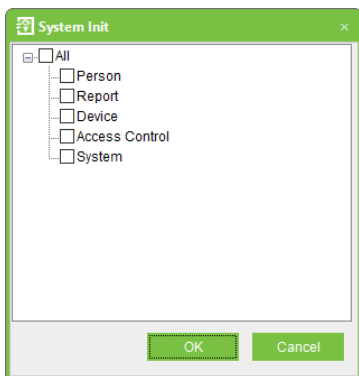 System Init
All
Person
Report
Device
Access Control
System
OK
Cancel